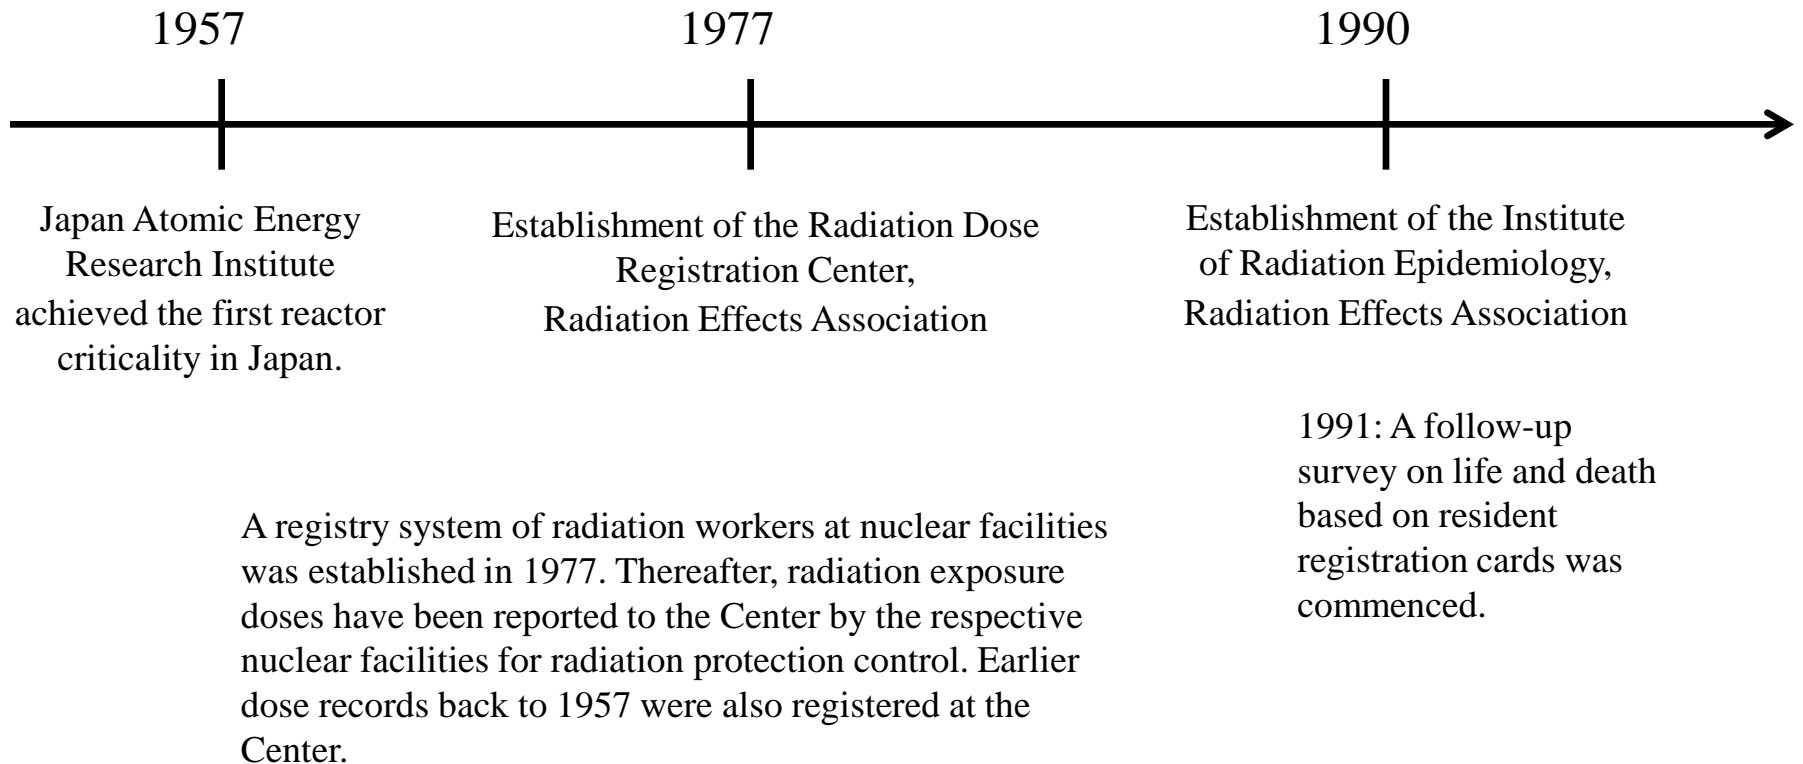 1957
1977
1990
Japan Atomic Energy
Research Institute
achieved the first reactor
criticality in Japan.
Establishment of the Radiation Dose
Registration Center,
Radiation Effects Association
Establishment of the Institute
of Radiation Epidemiology,
Radiation Effects Association
1991: A follow-up
survey on life and death
based on resident
registration cards was
commenced.
A registry system of radiation workers at nuclear facilities
was established in 1977. Thereafter, radiation exposure
doses have been reported to the Center by the respective
nuclear facilities for radiation protection control. Earlier
dose records back to 1957 were also registered at the
Center.